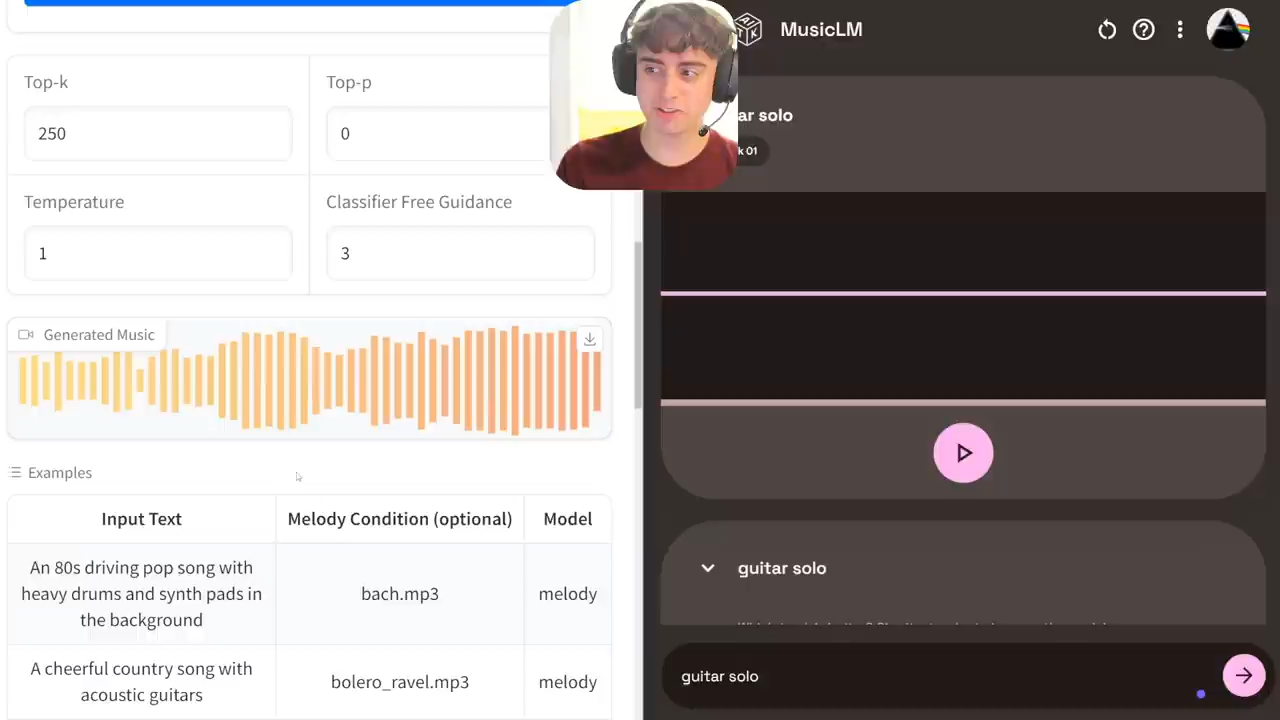 Top-k
Top-p
250
0
Temperature
Classifier Free Guidance
1
3
Generated Music
Examples
Input Text
Melody Condition (optional)
Model
An 80s driving pop song with
heavy drums and synth pads in
the background
bach.mp3
melody
A cheerful country song with
acoustic guitars
bolero_ravel.mp3
melody
MusicLM
ar solo
k 01
guitar solo
guitar solo